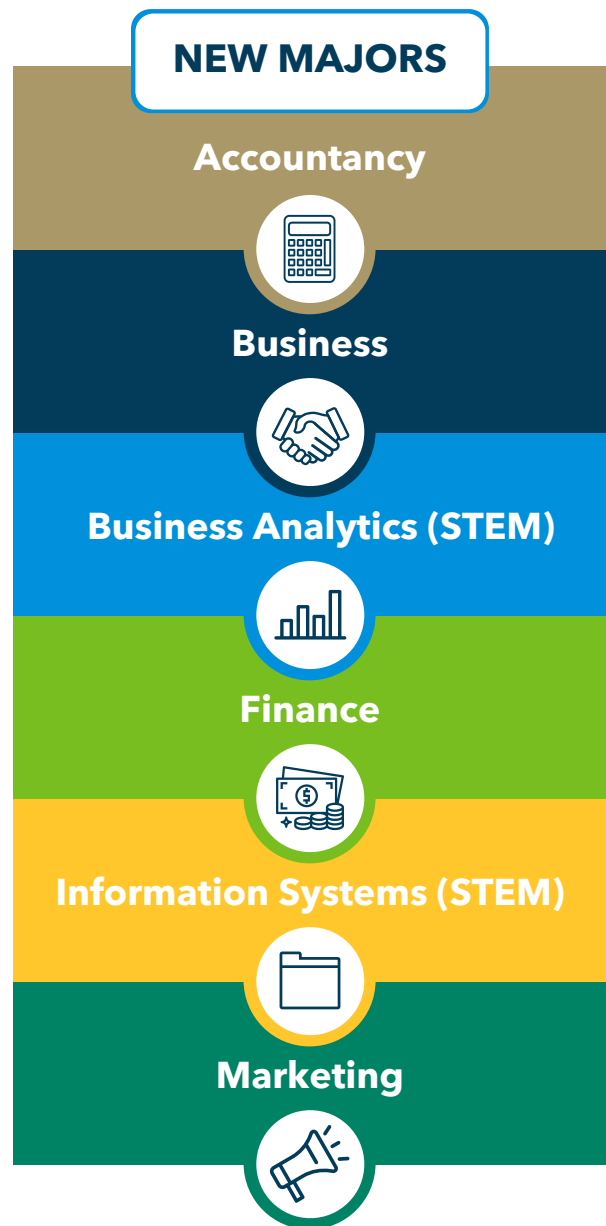 NEW MAJORS
Accountancy
Business
Business Analytics (STEM)
Finance
$
Information Systems (STEM)
Marketing